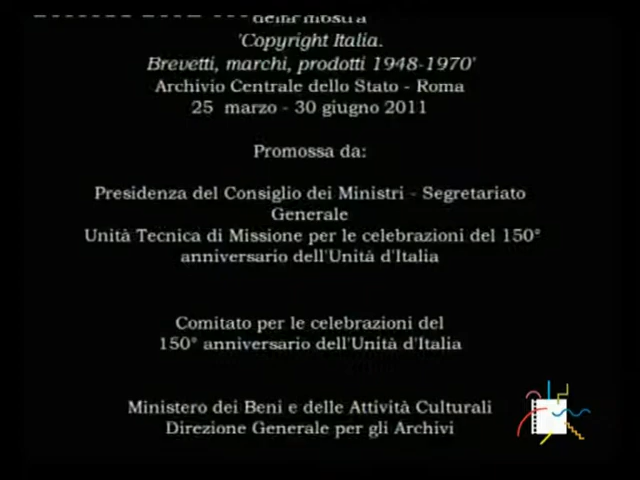 della mostra
'Copyright Italia.
Brevetti, marchi, prodotti 1948-1970'
Archivio Centrale dello Stato - Roma
25 marzo - 30 giugno 2011
Promossa da:
Presidenza del Consiglio dei Ministri - Segretariato
Generale
Unità Tecnica di Missione per le celebrazioni del 150°
anniversario dell'Unità d'Italia
Comitato per le celebrazioni del
150° anniversario dell'Unità d'Italia
Ministero dei Beni e delle Attività Culturali
Direzione Generale per gli Archivi